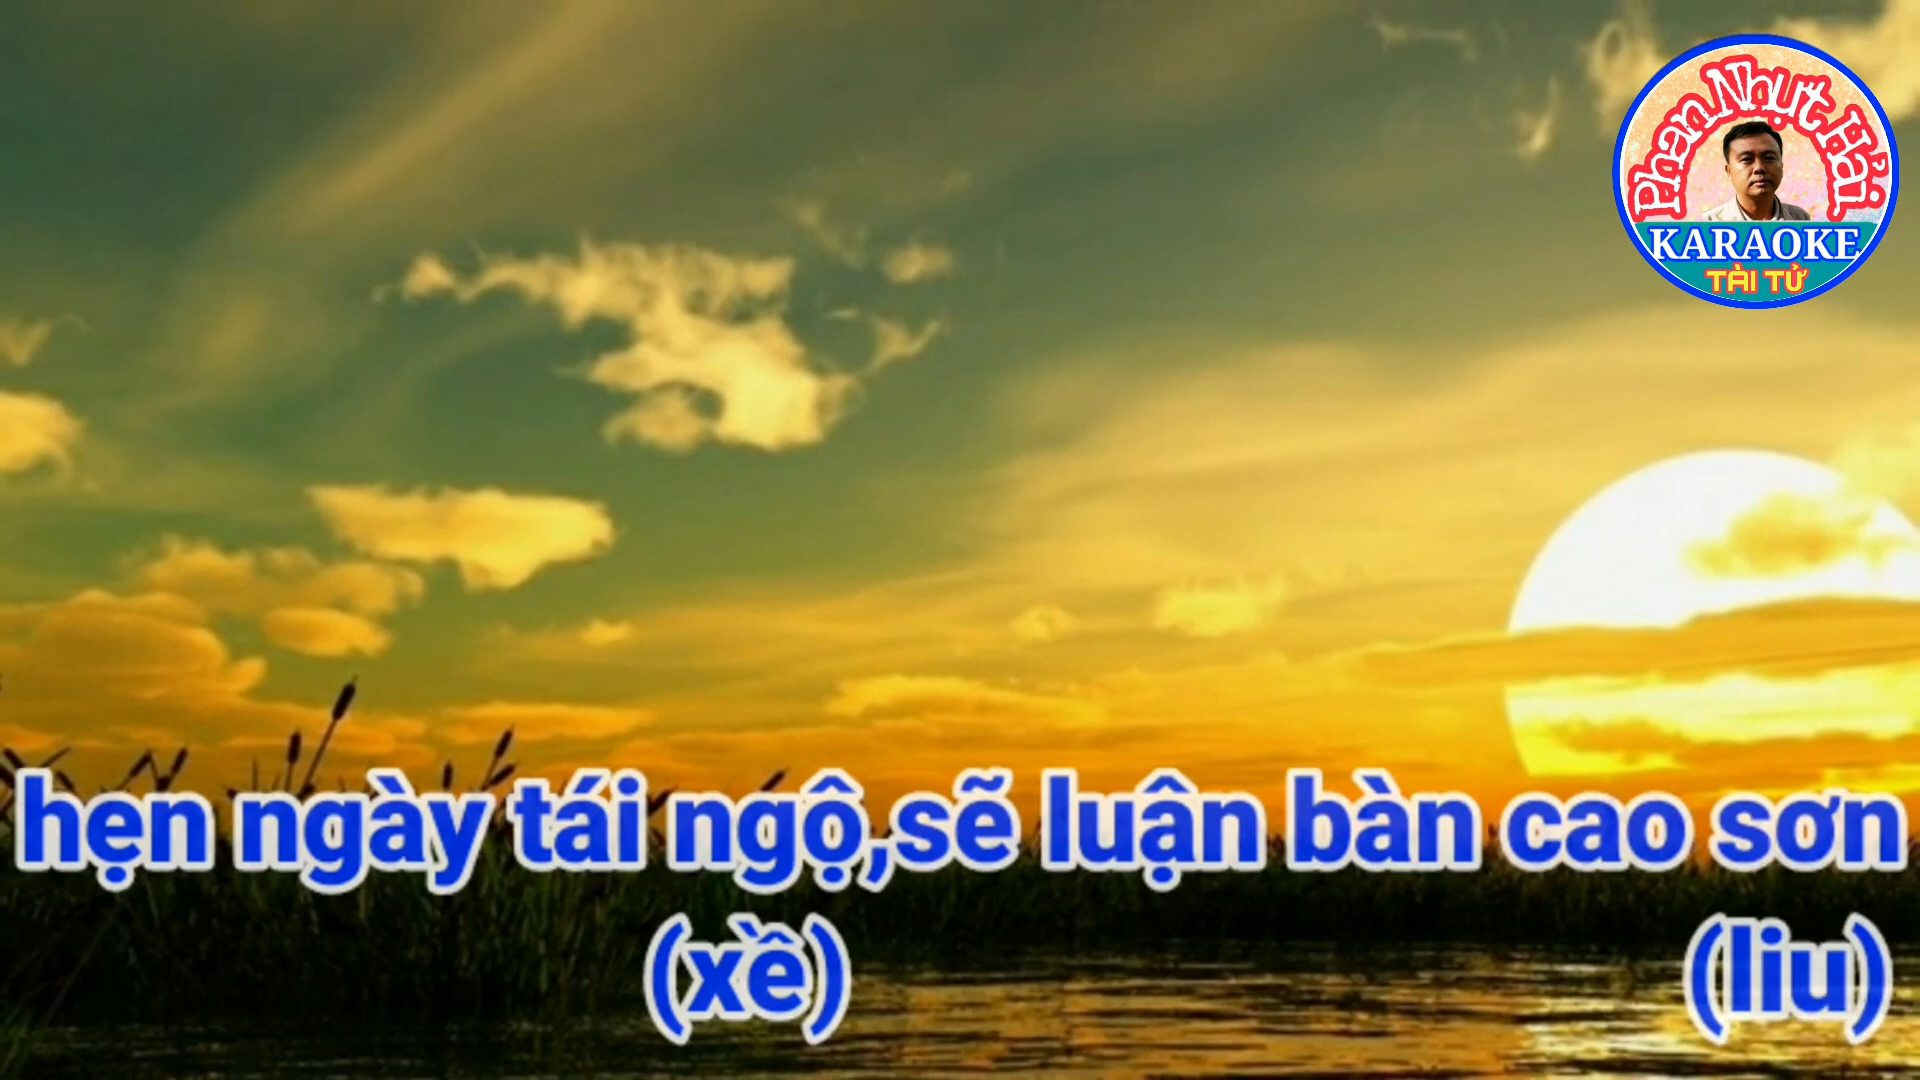 Phan Nhựt Hải
KARAOKE
TÀI TỬ
hẹn ngày tái ngộ,sẽ luận bàn cao sơn
(xề) (liu)